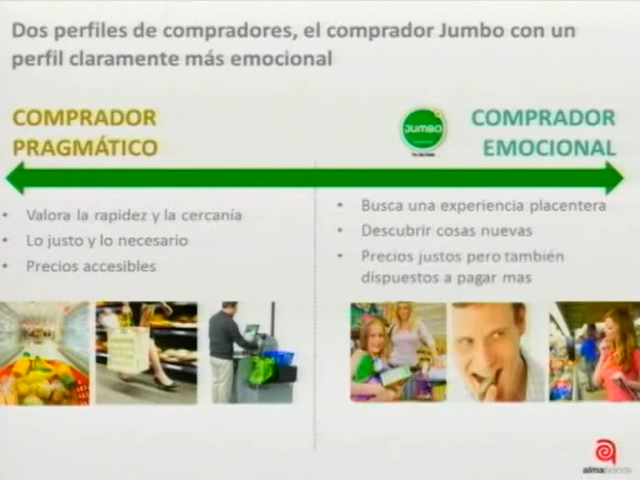 Dos perfiles de compradores, el comprador Jumbo con un
perfil claramente más emocional
COMPRADOR
PRAGMÁTICO
JUMBO
COMPRADOR
EMOCIONAL
• Valora la rapidez y la cercanía
• Lo justo y lo necesario
• Precios accesibles
• Busca una experiencia placentera
• Descubrir cosas nuevas
• Precios justos pero también
dispuestos a pagar mas
almabrands